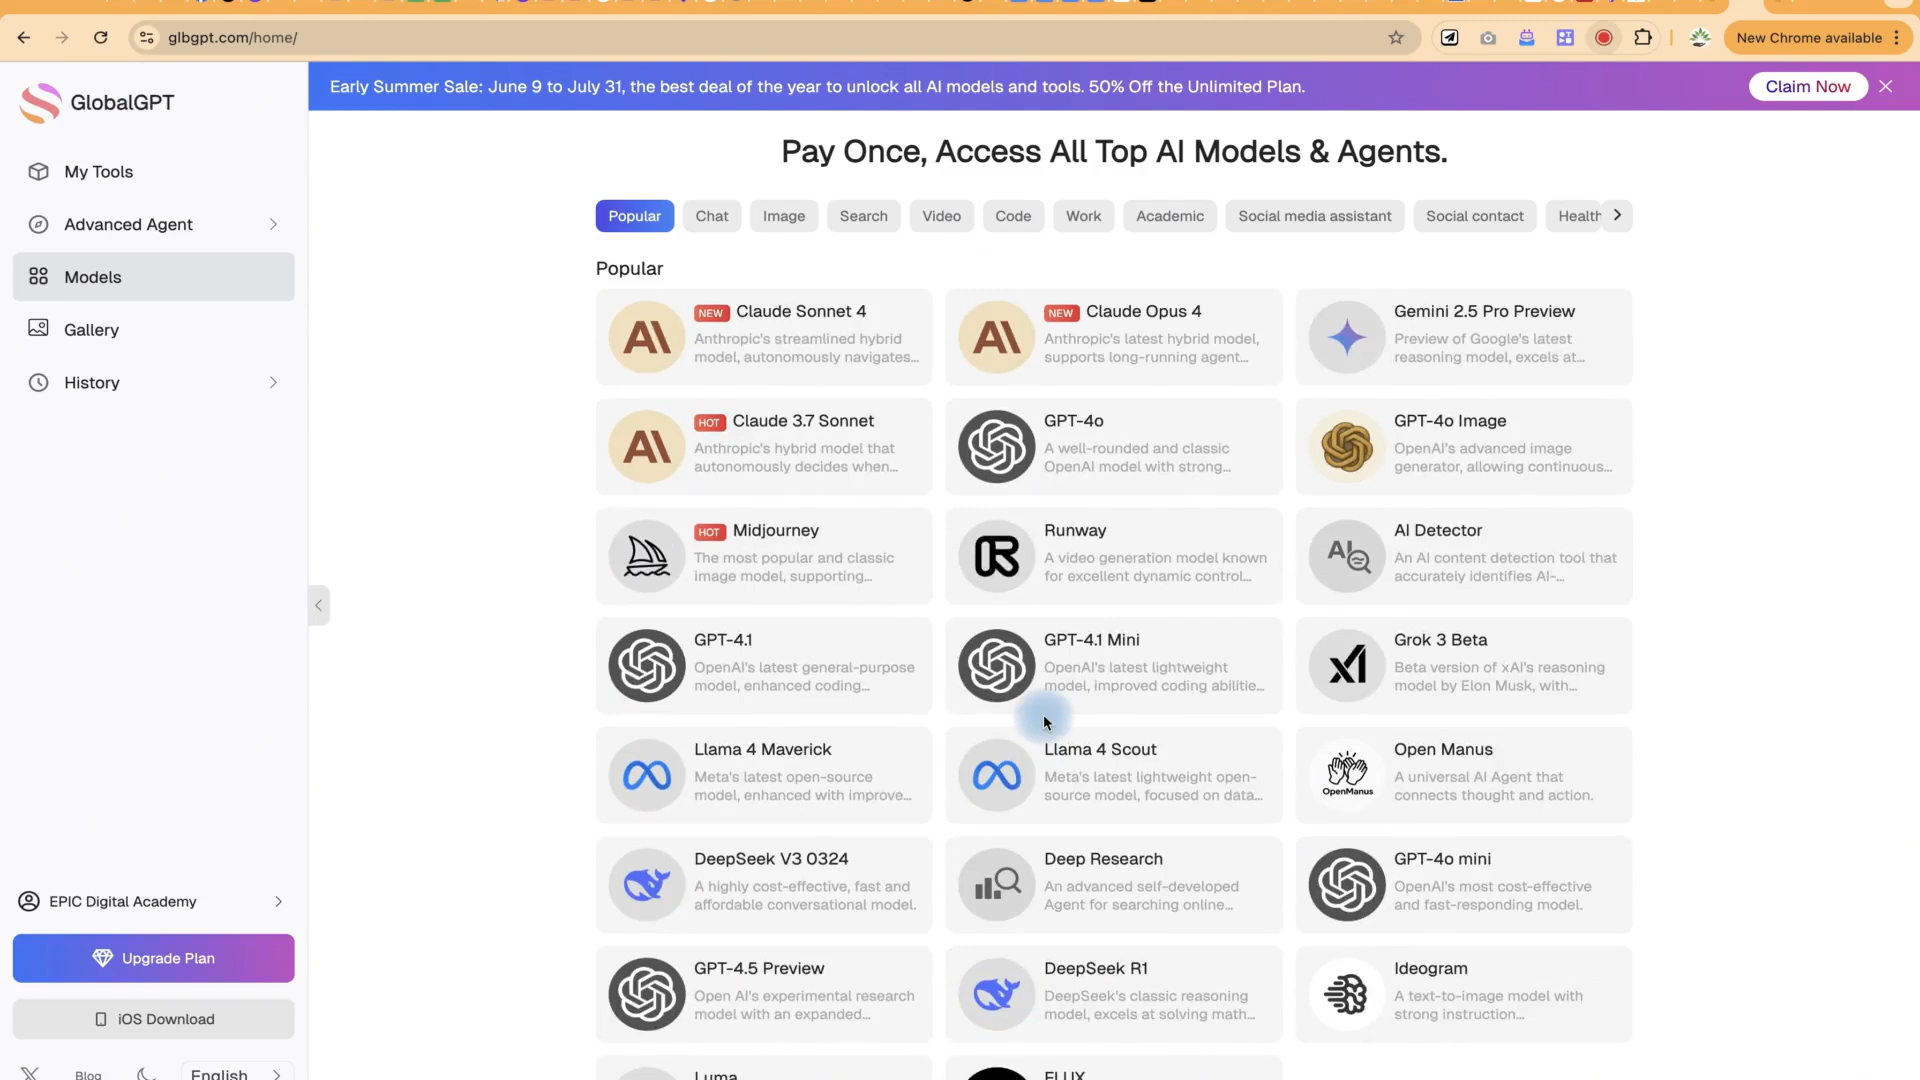 glbgpt.com/home/
New Chrome available
GlobalGPT
My Tools
Advanced Agent
Models
Gallery
History
EPIC Digital Academy
Upgrade Plan
iOS Download
Blog
English
Early Summer Sale: June 9 to July 31, the best deal of the year to unlock all AI models and tools. 50% Off the Unlimited Plan.
Claim Now
Pay Once, Access All Top AI Models & Agents.
Popular
Chat
Image
Search
Video
Code
Work
Academic
Social media assistant
Social contact
Health
Popular
NEW Claude Sonnet 4
Anthropic's streamlined hybrid
model, autonomously navigates...
NEW Claude Opus 4
Anthropic's latest hybrid model,
supports long-running agent...
Gemini 2.5 Pro Preview
Preview of Google's latest
reasoning model, excels at...
HOT Claude 3.7 Sonnet
Anthropic's hybrid model that
autonomously decides when...
GPT-4o
A well-rounded and classic
OpenAI model with strong...
GPT-4o Image
OpenAI's advanced image
generator, allowing continuous...
HOT Midjourney
The most popular and classic
image model, supporting...
Runway
A video generation model known
for excellent dynamic control...
AI
AI Detector
An AI content detection tool that
accurately identifies AI-...
GPT-4.1
OpenAI's latest general-purpose
model, enhanced coding...
GPT-4.1 Mini
OpenAI's latest lightweight
model, improved coding abilitie...
Grok 3 Beta
Beta version of xAI's reasoning
model by Elon Musk, with...
Llama 4 Maverick
Meta's latest open-source
model, enhanced with improve...
Llama 4 Scout
Meta's latest lightweight open-
source model, focused on data...
OpenManus
Open Manus
A universal AI Agent that
connects thought and action.
DeepSeek V3 0324
A highly cost-effective, fast and
affordable conversational model.
Deep Research
An advanced self-developed
Agent for searching online...
GPT-4o mini
OpenAI's most cost-effective
and fast-responding model.
GPT-4.5 Preview
Open AI's experimental research
model with an expanded...
DeepSeek R1
DeepSeek's classic reasoning
model, excels at solving math...
Ideogram
A text-to-image model with
strong instruction...
Luma
FLUX